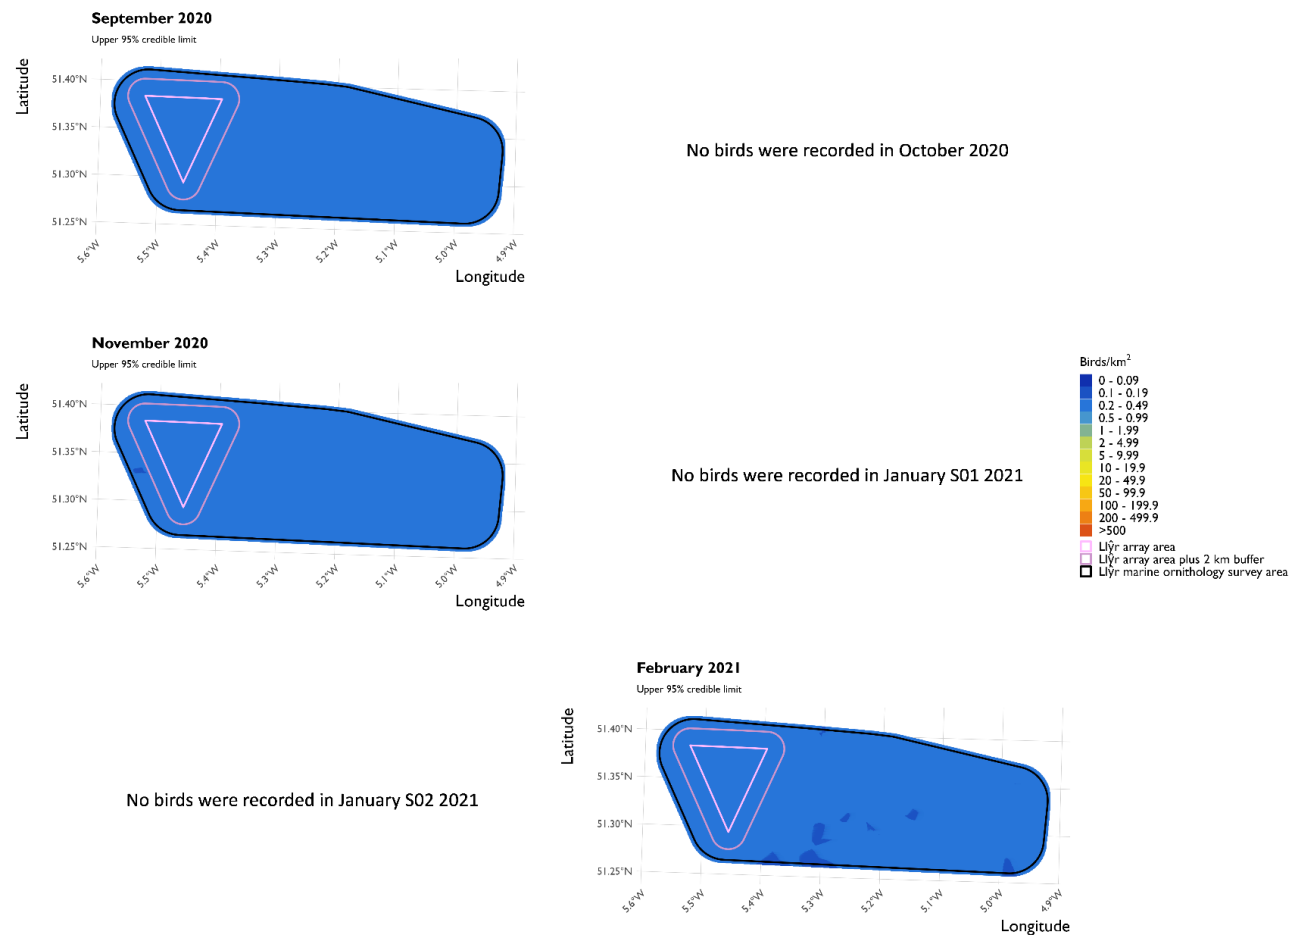 September 2020
Upper 95% credible limit
Latitude
51.40°N
51.35°N
51.30°N
51.25°N
5.6°W
5.5°W
5.4°W
5.3°W
5.2°W
5.1°W
5.0°W
4.9°W
Longitude
No birds were recorded in October 2020
November 2020
Upper 95% credible limit
Latitude
51.40°N
51.35°N
51.30°N
51.25°N
5.6°W
5.5°W
5.4°W
5.3°W
5.2°W
5.1°W
5.0°W
4.9°W
Longitude
No birds were recorded in January S01 2021
Birds/km²
0 - 0.09
0.1 - 0.19
0.2 - 0.49
0.5 - 0.99
1 - 1.99
2 - 4.99
5 - 9.99
10 - 19.9
20 - 49.9
50 - 99.9
100 - 199.9
200 - 499.9
>500
Llŷr array area
Llŷr array area plus 2 km buffer
Llŷr marine ornithology survey area
No birds were recorded in January S02 2021
February 2021
Upper 95% credible limit
Latitude
51.40°N
51.35°N
51.30°N
51.25°N
5.6°W
5.5°W
5.4°W
5.3°W
5.2°W
5.1°W
5.0°W
4.9°W
Longitude